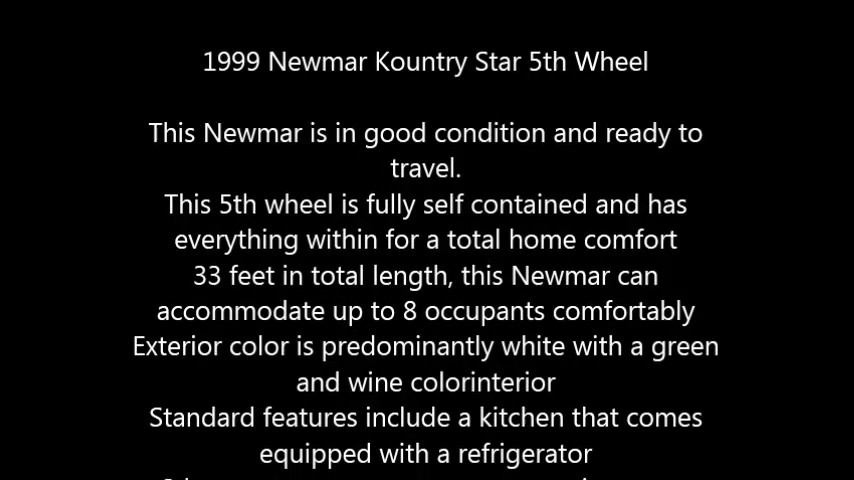 1999 Newmar Kountry Star 5th Wheel
This Newmar is in good condition and ready to
travel.
This 5th wheel is fully self contained and has
everything within for a total home comfort
33 feet in total length, this Newmar can
accommodate up to 8 occupants comfortably
Exterior color is predominantly white with a green
and wine colorinterior
Standard features include a kitchen that comes
equipped with a refrigerator